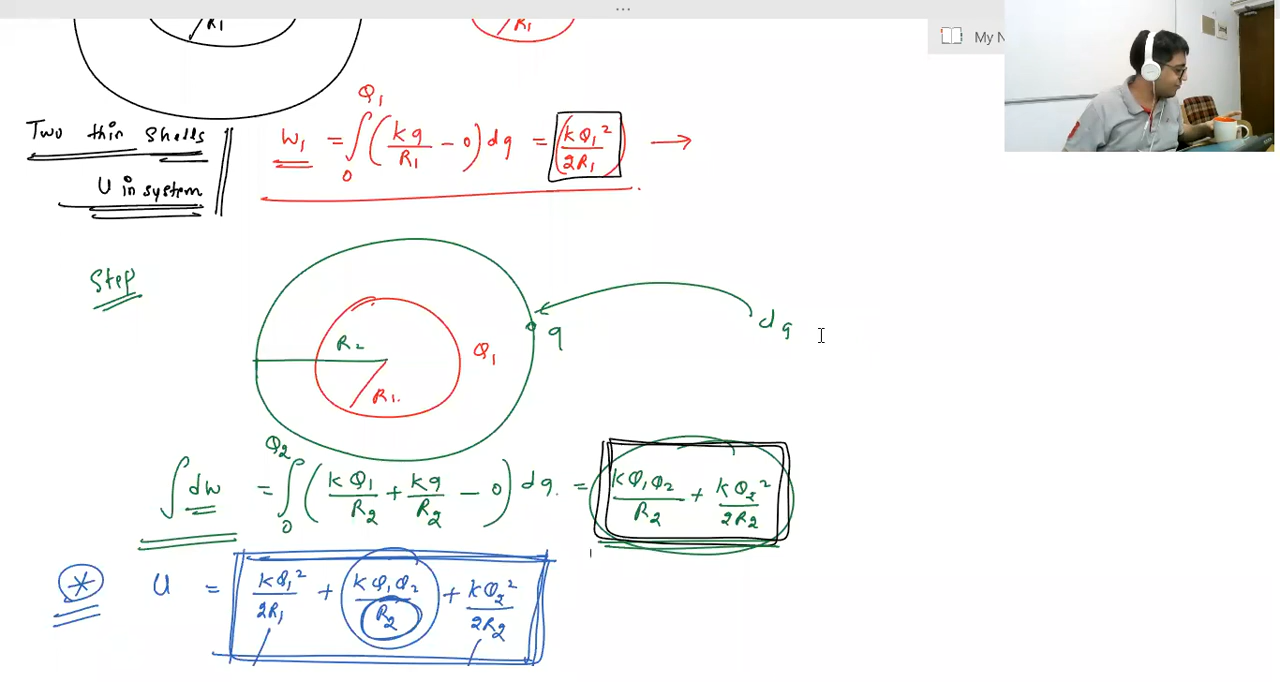 R₁
R₁
My N
Two thin shells
U in system
Q₁
W₁ = ∫₀ (kq/R₁ - 0) dq = (kQ₁²/2R₁) →
Step
dq
q
R₂
Q₁
R₁.
Q₂
∫dw = ∫₀ (kQ₁/R₂ + kq/R₂ - 0) dq. = kQ₁Q₂/R₂ + kQ₂²/2R₂
* U = kQ₁²/2R₁ + kQ₁Q₂/R₂ + kQ₂²/2R₂